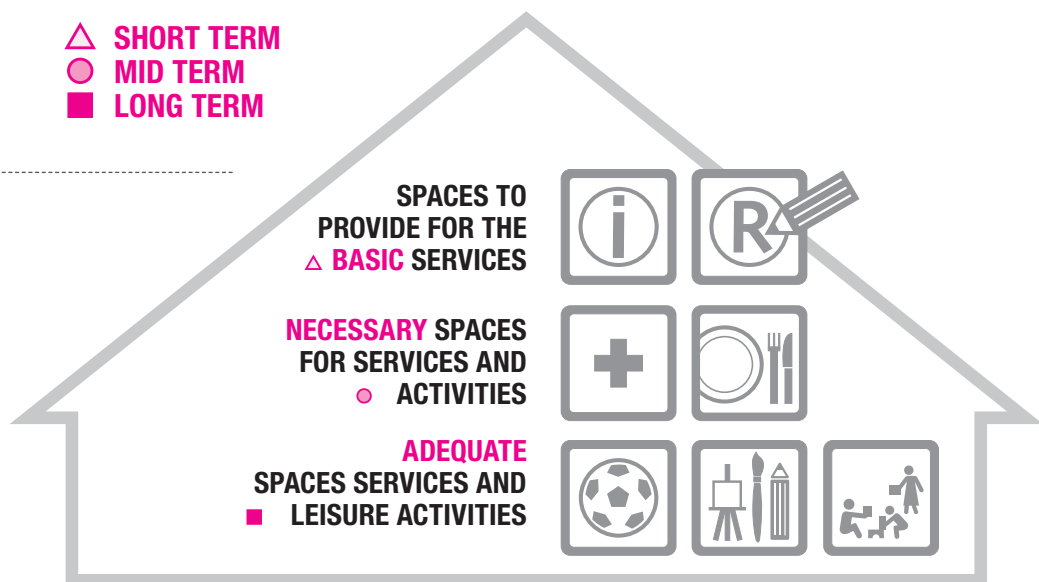 SHORT TERM
MID TERM
LONG TERM
SPACES TO
PROVIDE FOR THE
BASIC SERVICES
i
R
NECESSARY SPACES
FOR SERVICES AND
ACTIVITIES
ADEQUATE
SPACES SERVICES AND
LEISURE ACTIVITIES